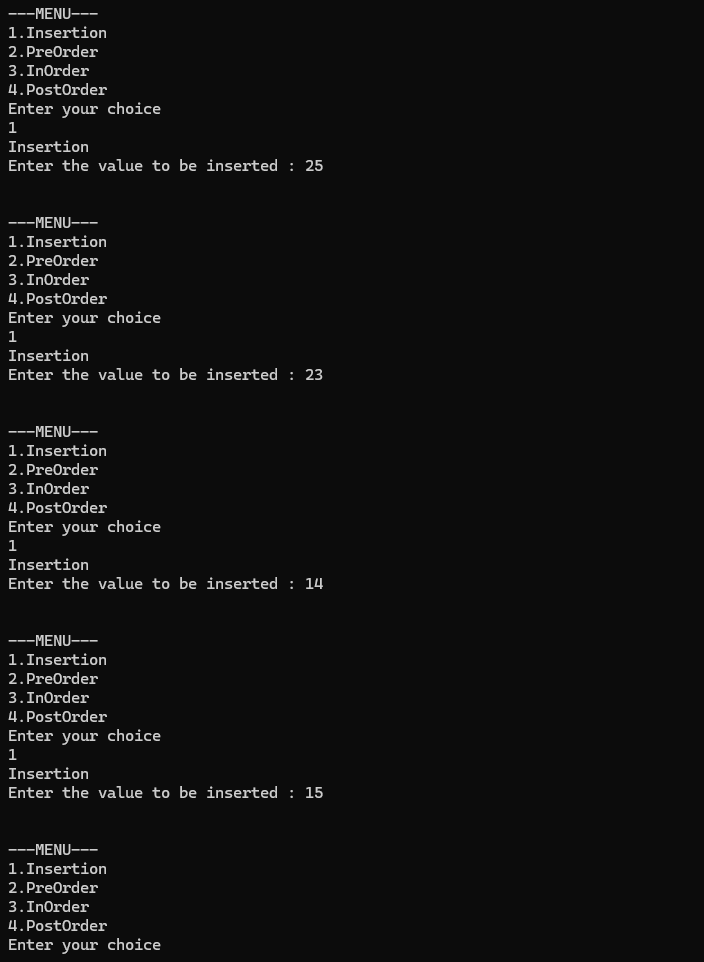 ---MENU---
1.Insertion
2.PreOrder
3.InOrder
4.PostOrder
Enter your choice
1
Insertion
Enter the value to be inserted : 25
---MENU---
1.Insertion
2.PreOrder
3.InOrder
4.PostOrder
Enter your choice
1
Insertion
Enter the value to be inserted : 23
---MENU---
1.Insertion
2.PreOrder
3.InOrder
4.PostOrder
Enter your choice
1
Insertion
Enter the value to be inserted : 14
---MENU---
1.Insertion
2.PreOrder
3.InOrder
4.PostOrder
Enter your choice
1
Insertion
Enter the value to be inserted : 15
---MENU---
1.Insertion
2.PreOrder
3.InOrder
4.PostOrder
Enter your choice